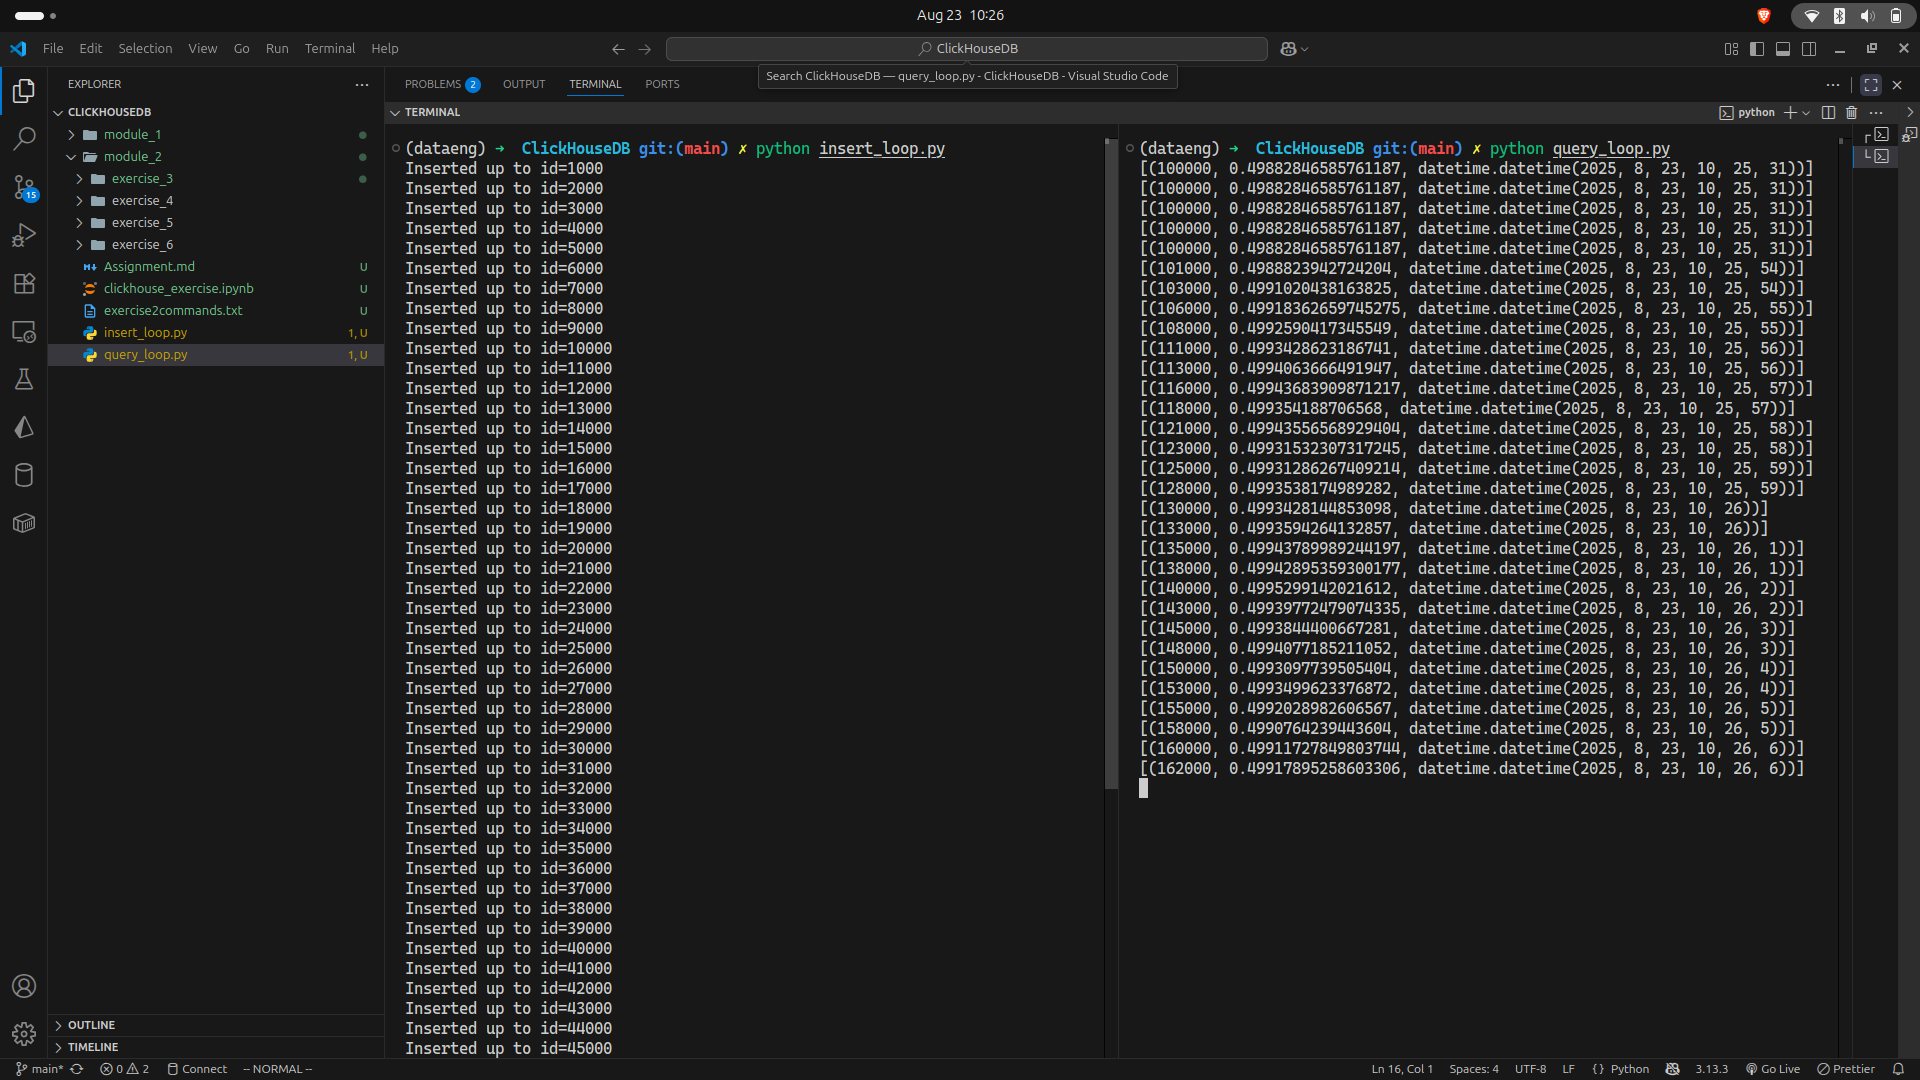 Aug 23 10:26
File Edit Selection View Go Run Terminal Help
ClickHouseDB
Search ClickHouseDB — query_loop.py - ClickHouseDB - Visual Studio Code
EXPLORER
CLICKHOUSEDB
module_1
module_2
exercise_3
exercise_4
exercise_5
exercise_6
Assignment.md U
clickhouse_exercise.ipynb U
exercise2commands.txt U
insert_loop.py 1, U
query_loop.py 1, U
15
OUTLINE
TIMELINE
PROBLEMS 2 OUTPUT TERMINAL PORTS
TERMINAL
python
(dataeng) → ClickHouseDB git:(main) ✗ python insert_loop.py
Inserted up to id=1000
Inserted up to id=2000
Inserted up to id=3000
Inserted up to id=4000
Inserted up to id=5000
Inserted up to id=6000
Inserted up to id=7000
Inserted up to id=8000
Inserted up to id=9000
Inserted up to id=10000
Inserted up to id=11000
Inserted up to id=12000
Inserted up to id=13000
Inserted up to id=14000
Inserted up to id=15000
Inserted up to id=16000
Inserted up to id=17000
Inserted up to id=18000
Inserted up to id=19000
Inserted up to id=20000
Inserted up to id=21000
Inserted up to id=22000
Inserted up to id=23000
Inserted up to id=24000
Inserted up to id=25000
Inserted up to id=26000
Inserted up to id=27000
Inserted up to id=28000
Inserted up to id=29000
Inserted up to id=30000
Inserted up to id=31000
Inserted up to id=32000
Inserted up to id=33000
Inserted up to id=34000
Inserted up to id=35000
Inserted up to id=36000
Inserted up to id=37000
Inserted up to id=38000
Inserted up to id=39000
Inserted up to id=40000
Inserted up to id=41000
Inserted up to id=42000
Inserted up to id=43000
Inserted up to id=44000
Inserted up to id=45000
(dataeng) → ClickHouseDB git:(main) ✗ python query_loop.py
[(100000, 0.49882846585761187, datetime.datetime(2025, 8, 23, 10, 25, 31))]
[(100000, 0.49882846585761187, datetime.datetime(2025, 8, 23, 10, 25, 31))]
[(100000, 0.49882846585761187, datetime.datetime(2025, 8, 23, 10, 25, 31))]
[(100000, 0.49882846585761187, datetime.datetime(2025, 8, 23, 10, 25, 31))]
[(100000, 0.49882846585761187, datetime.datetime(2025, 8, 23, 10, 25, 31))]
[(101000, 0.4988823942724204, datetime.datetime(2025, 8, 23, 10, 25, 54))]
[(103000, 0.4991020438163825, datetime.datetime(2025, 8, 23, 10, 25, 54))]
[(106000, 0.49918362659745275, datetime.datetime(2025, 8, 23, 10, 25, 55))]
[(108000, 0.4992590417345549, datetime.datetime(2025, 8, 23, 10, 25, 55))]
[(111000, 0.4993428623186741, datetime.datetime(2025, 8, 23, 10, 25, 56))]
[(113000, 0.4994063666491947, datetime.datetime(2025, 8, 23, 10, 25, 56))]
[(116000, 0.49943683909871217, datetime.datetime(2025, 8, 23, 10, 25, 57))]
[(118000, 0.499354188706568, datetime.datetime(2025, 8, 23, 10, 25, 57))]
[(121000, 0.49943556568929404, datetime.datetime(2025, 8, 23, 10, 25, 58))]
[(123000, 0.49931532307317245, datetime.datetime(2025, 8, 23, 10, 25, 58))]
[(125000, 0.49931286267409214, datetime.datetime(2025, 8, 23, 10, 25, 59))]
[(128000, 0.4993538174989282, datetime.datetime(2025, 8, 23, 10, 25, 59))]
[(130000, 0.4993428144853098, datetime.datetime(2025, 8, 23, 10, 26))]
[(133000, 0.4993594264132857, datetime.datetime(2025, 8, 23, 10, 26))]
[(135000, 0.49943789989244197, datetime.datetime(2025, 8, 23, 10, 26, 1))]
[(138000, 0.49942895359300177, datetime.datetime(2025, 8, 23, 10, 26, 1))]
[(140000, 0.4995299142021612, datetime.datetime(2025, 8, 23, 10, 26, 2))]
[(143000, 0.49939772479074335, datetime.datetime(2025, 8, 23, 10, 26, 2))]
[(145000, 0.4993844400667281, datetime.datetime(2025, 8, 23, 10, 26, 3))]
[(148000, 0.4994077185211052, datetime.datetime(2025, 8, 23, 10, 26, 3))]
[(150000, 0.4993097739505404, datetime.datetime(2025, 8, 23, 10, 26, 4))]
[(153000, 0.4993499623376872, datetime.datetime(2025, 8, 23, 10, 26, 4))]
[(155000, 0.4992028982606567, datetime.datetime(2025, 8, 23, 10, 26, 5))]
[(158000, 0.4990764239443604, datetime.datetime(2025, 8, 23, 10, 26, 5))]
[(160000, 0.49911727849803744, datetime.datetime(2025, 8, 23, 10, 26, 6))]
[(162000, 0.49917895258603306, datetime.datetime(2025, 8, 23, 10, 26, 6))]
main* 0 2 Connect -- NORMAL -- Ln 16, Col 1 Spaces: 4 UTF-8 LF {} Python 3.13.3 Go Live Prettier